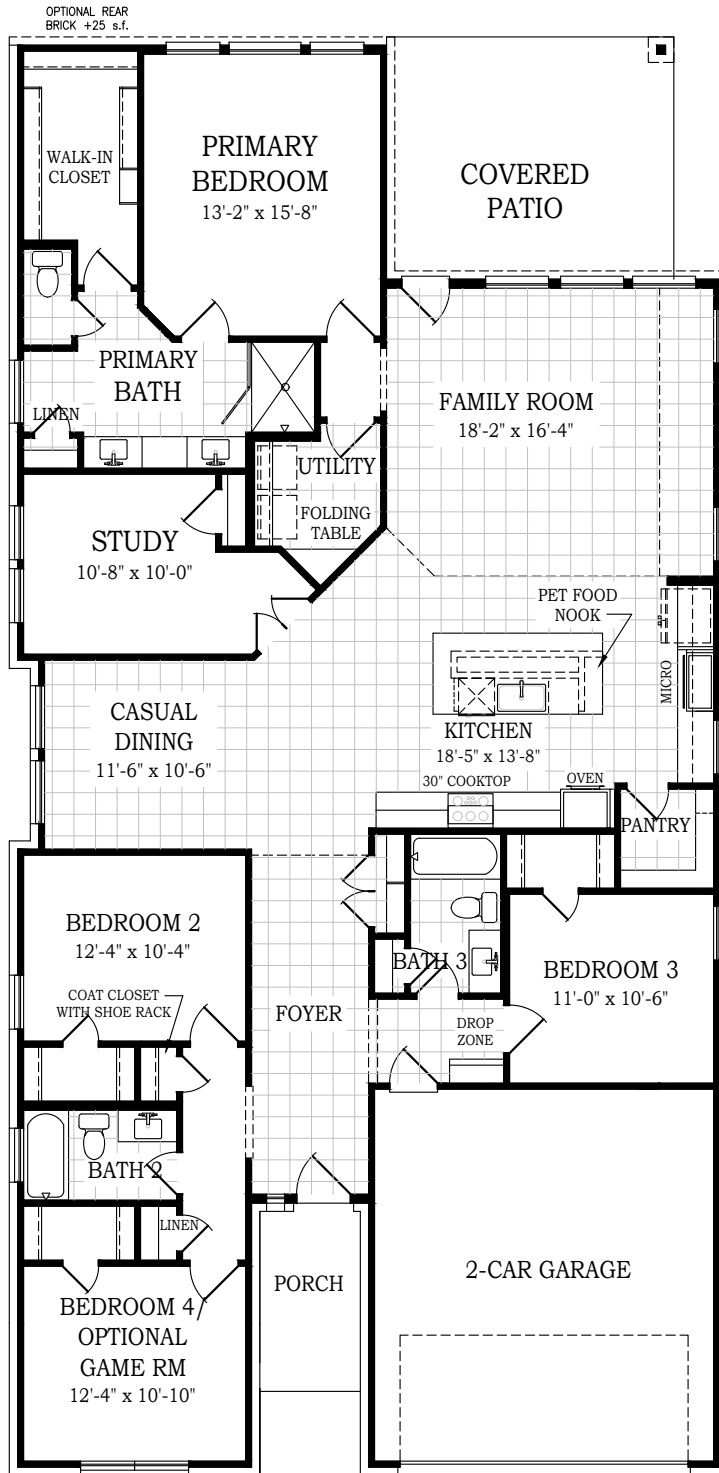 OPTIONAL REAR
BRICK +25 s.f.
WALK-IN
CLOSET
PRIMARY
BEDROOM
13'-2" x 15'-8"
COVERED
PATIO
PRIMARY
BATH
LINEN
FAMILY ROOM
18'-2" x 16'-4"
UTILITY
FOLDING
TABLE
STUDY
10'-8" x 10'-0"
PET FOOD
NOOK
MICRO
CASUAL
DINING
11'-6" x 10'-6"
KITCHEN
18'-5" x 13'-8"
30" COOKTOP
OVEN
PANTRY
BEDROOM 2
12'-4" x 10'-4"
COAT CLOSET
WITH SHOE RACK
FOYER
BATH 3
DROP
ZONE
BEDROOM 3
11'-0" x 10'-6"
BATH 2
LINEN
PORCH
2-CAR GARAGE
BEDROOM 4/
OPTIONAL
GAME RM
12'-4" x 10'-10"